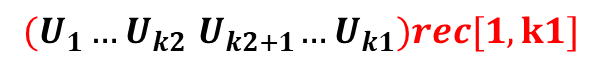 (U₁ … Uₖ₂ Uₖ₂₊₁ … Uₖ₁)rec[1, k1]